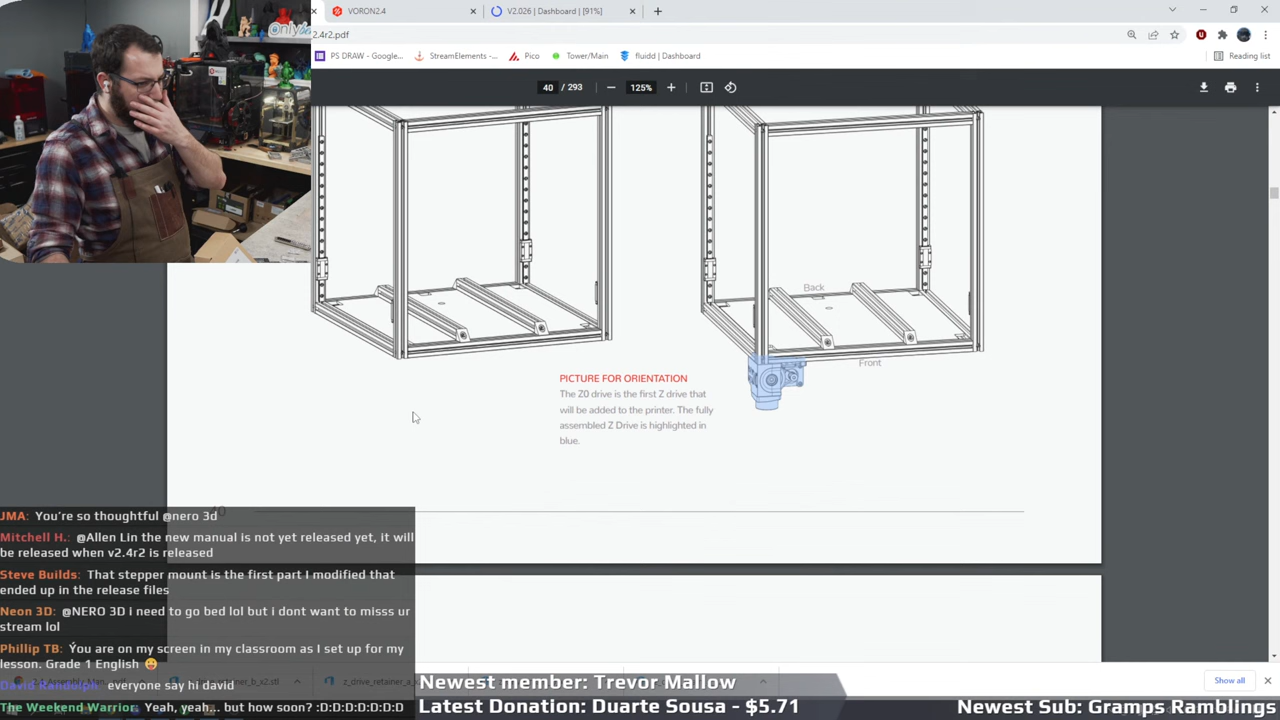 VORON2.4
V2.026 | Dashboard | [91%]
2.4r2.pdf
PS DRAW - Google...
StreamElements -...
Pico
Tower/Main
fluidd | Dashboard
Reading list
40 / 293
125%
Back
Front
PICTURE FOR ORIENTATION
The Z0 drive is the first Z drive that
will be added to the printer. The fully
assembled Z Drive is highlighted in
blue.
JMA: You're so thoughtful @nero 3d
Mitchell H.: @Allen Lin the new manual is not yet released yet, it will
be released when v2.4r2 is released
Steve Builds: That stepper mount is the first part I modified that
ended up in the release files
Neon 3D: @NERO 3D i need to go bed lol but i dont want to misss ur
stream lol
Phillip TB: Ýou are on my screen in my classroom as I set up for my
lesson. Grade 1 English 😜
David Randolph: everyone say hi david
The Weekend Warrior: Yeah, yeah... but how soon? :D:D:D:D:D:D:D:D
Show all
Newest member: Trevor Mallow
Latest Donation: Duarte Sousa - $5.71
Newest Sub: Gramps Ramblings